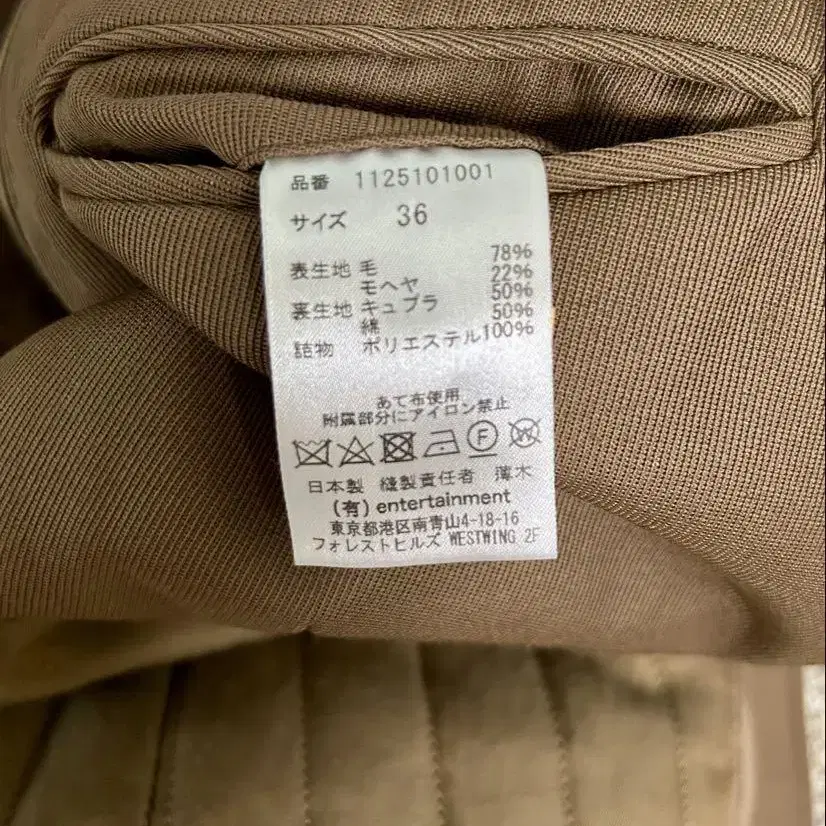 品番 1125101001
サイズ 36
表生地 毛 78%
モヘヤ 22%
裏生地 キュプラ 50%
綿 50%
詰物 ポリエステル100%
あて布使用
附属部分にアイロン禁止
F W
日本製 縫製責任者 薄木
(有) entertainment
東京都港区南青山4-18-16
フォレストヒルズ WESTWING 2F